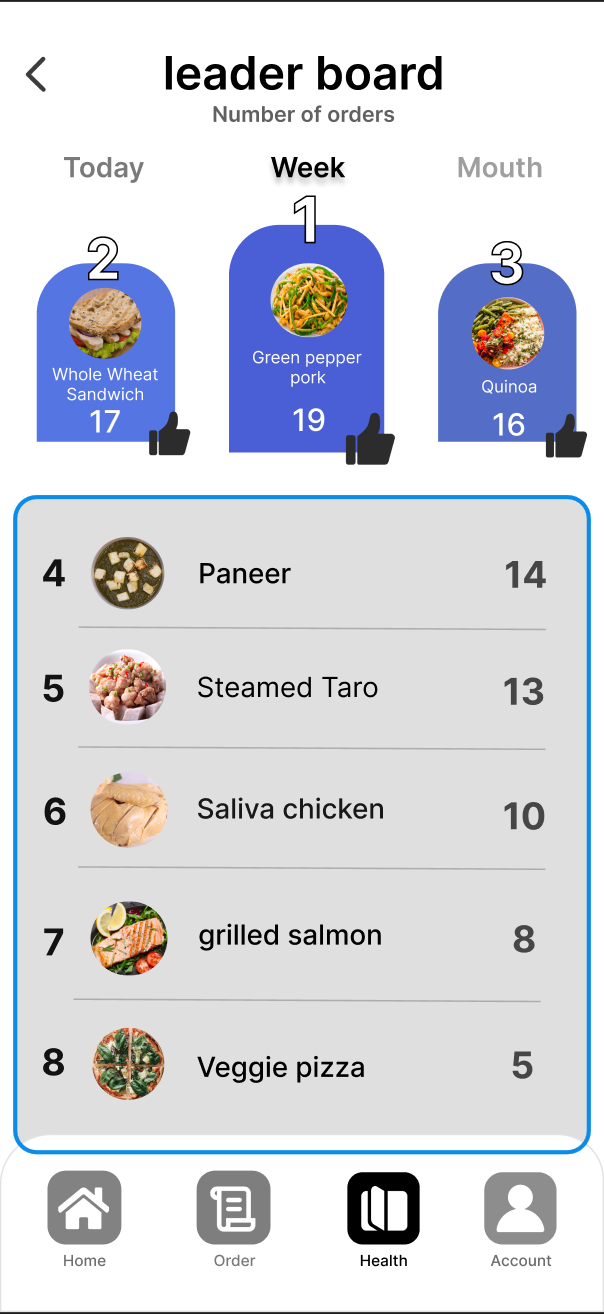 leader board
Number of orders
Today
Week
Mouth
2
Whole Wheat
Sandwich
17
1
Green pepper
pork
19
3
Quinoa
16
4 Paneer 14
5 Steamed Taro 13
6 Saliva chicken 10
7 grilled salmon 8
8 Veggie pizza 5
Home
Order
Health
Account